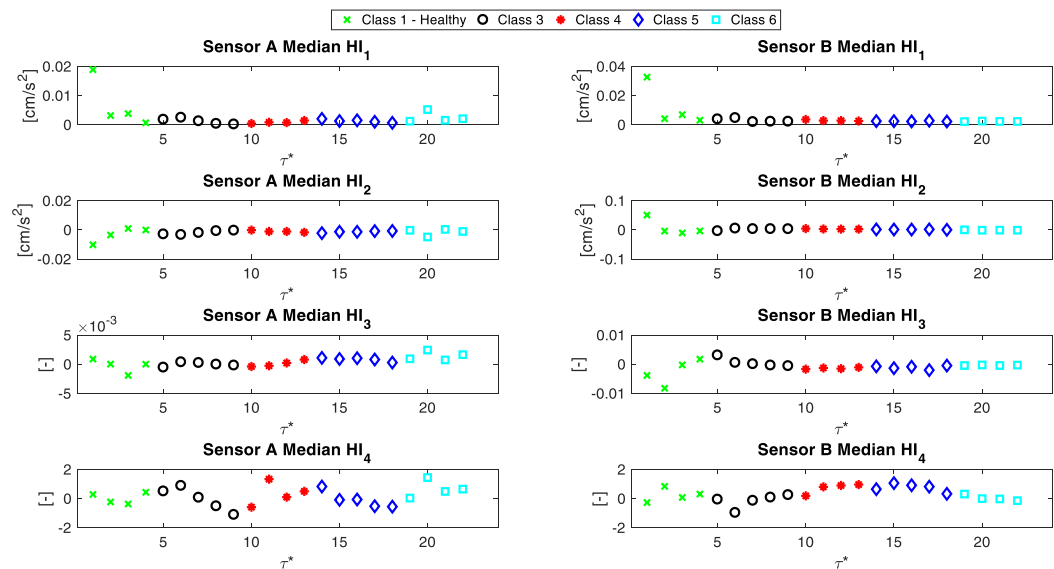 Class 1 - Healthy Class 3 Class 4 Class 5 Class 6
Sensor A Median HI1
0.02
0.01
0
[cm/s2]
5 10 15 20
τ*
Sensor B Median HI1
0.04
0.02
0
[cm/s2]
5 10 15 20
τ*
Sensor A Median HI2
0.02
0
-0.02
[cm/s2]
5 10 15 20
τ*
Sensor B Median HI2
0.1
0
-0.1
[cm/s2]
5 10 15 20
τ*
Sensor A Median HI3
×10-3
5
0
-5
[-]
5 10 15 20
τ*
Sensor B Median HI3
0.01
0
-0.01
[-]
5 10 15 20
τ*
Sensor A Median HI4
2
0
-2
[-]
5 10 15 20
τ*
Sensor B Median HI4
2
0
-2
[-]
5 10 15 20
τ*